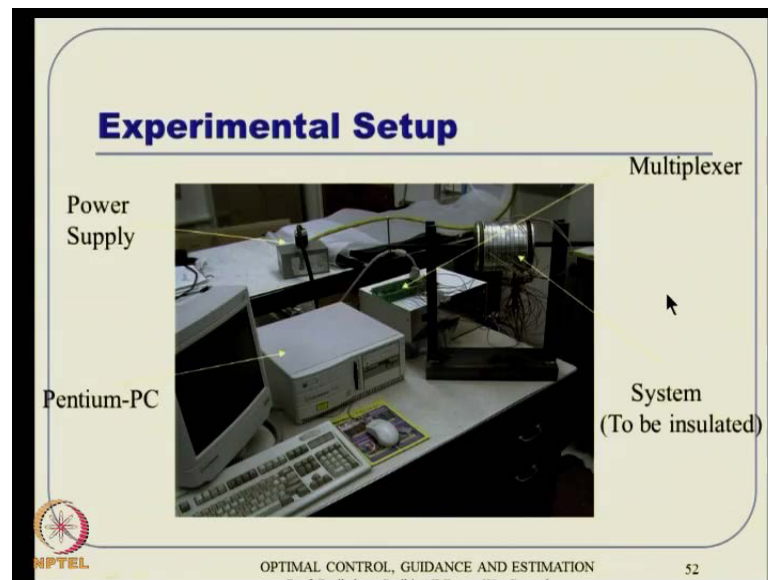 Experimental Setup
Multiplexer
Power
Supply
Pentium-PC
System
(To be insulated)
NPTEL
OPTIMAL CONTROL, GUIDANCE AND ESTIMATION
52